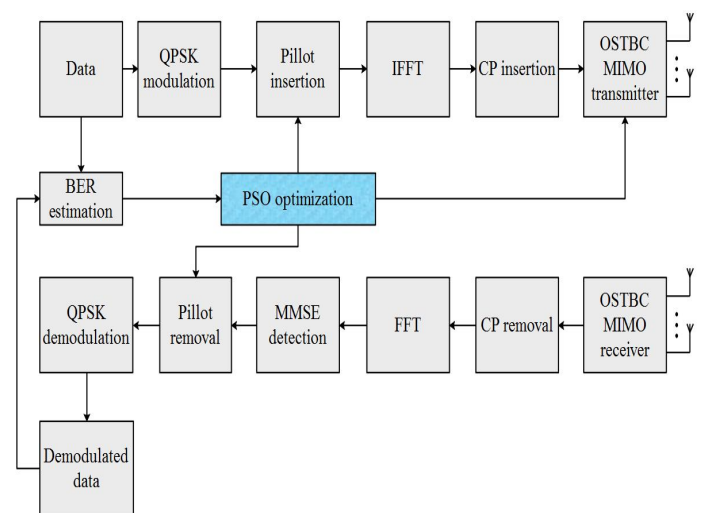 Data
QPSK
modulation
Pillot
insertion
IFFT
CP insertion
OSTBC
MIMO
transmitter
BER
estimation
PSO optimization
QPSK
demodulation
Pillot
removal
MMSE
detection
FFT
CP removal
OSTBC
MIMO
receiver
Demodulated
data